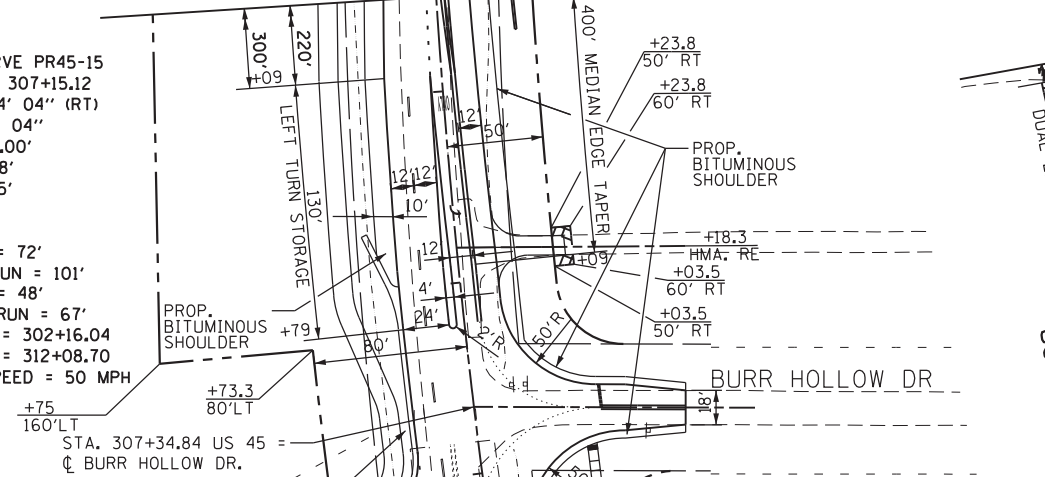 RVE PR45-15
307+15.12
4' 04" (RT)
04"
.00'
8'
5'
= 72'
UN = 101'
= 48'
RUN = 67'
= 302+16.04
= 312+08.70
PEED = 50 MPH
300'
220'
+09
LEFT TURN STORAGE
130'
+79
PROP.
BITUMINOUS
SHOULDER
+75
160'LT
+73.3
80'LT
STA. 307+34.84 US 45 =
℄ BURR HOLLOW DR.
12'
50'
12'
12'
10'
12
4'
24'
80'
2'R
50'R
400' MEDIAN EDGE TAPER
+09
+23.8
50' RT
+23.8
60' RT
PROP.
BITUMINOUS
SHOULDER
+18.3
HMA. RE
+03.5
60' RT
+03.5
50' RT
BURR HOLLOW DR
18'
50
DUAL